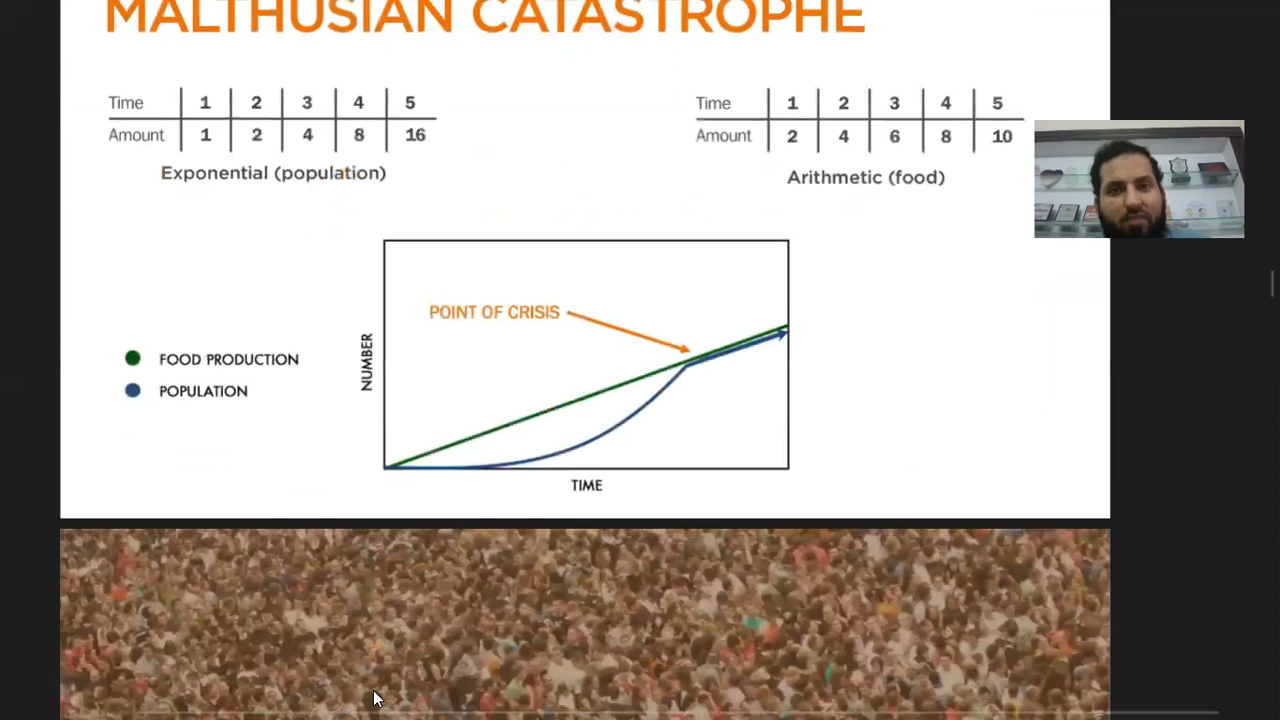 MALTHUSIAN CATASTROPHE
Time 1 2 3 4 5
Amount 1 2 4 8 16
Exponential (population)
Time 1 2 3 4 5
Amount 2 4 6 8 10
Arithmetic (food)
POINT OF CRISIS
FOOD PRODUCTION
POPULATION
NUMBER
TIME